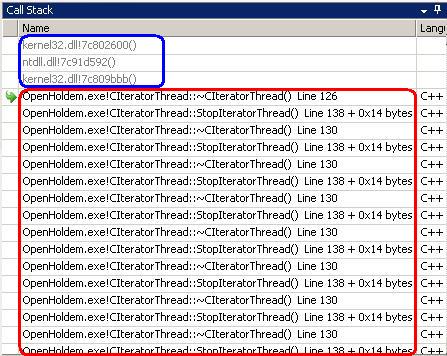 Call Stack
Name Langu
kernel32.dll!7c802600()
ntdll.dll!7c91d592()
kernel32.dll!7c809bbb()
OpenHoldem.exe!CIteratorThread::~CIteratorThread() Line 126 C++
OpenHoldem.exe!CIteratorThread::StopIteratorThread() Line 138 + 0x14 bytes C++
OpenHoldem.exe!CIteratorThread::~CIteratorThread() Line 130 C++
OpenHoldem.exe!CIteratorThread::StopIteratorThread() Line 138 + 0x14 bytes C++
OpenHoldem.exe!CIteratorThread::~CIteratorThread() Line 130 C++
OpenHoldem.exe!CIteratorThread::StopIteratorThread() Line 138 + 0x14 bytes C++
OpenHoldem.exe!CIteratorThread::~CIteratorThread() Line 130 C++
OpenHoldem.exe!CIteratorThread::StopIteratorThread() Line 138 + 0x14 bytes C++
OpenHoldem.exe!CIteratorThread::~CIteratorThread() Line 130 C++
OpenHoldem.exe!CIteratorThread::StopIteratorThread() Line 138 + 0x14 bytes C++
OpenHoldem.exe!CIteratorThread::~CIteratorThread() Line 130 C++
OpenHoldem.exe!CIteratorThread::StopIteratorThread() Line 138 + 0x14 bytes C++
OpenHoldem.exe!CIteratorThread::~CIteratorThread() Line 130 C++
OpenHoldem.exe!CIteratorThread::StopIteratorThread() Line 138 + 0x14 bytes C++
OpenHoldem.exe!CIteratorThread::~CIteratorThread() Line 130 C++
OpenHoldem.exe!CIteratorThread::StopIteratorThread() Line 138 + 0x14 bytes C++